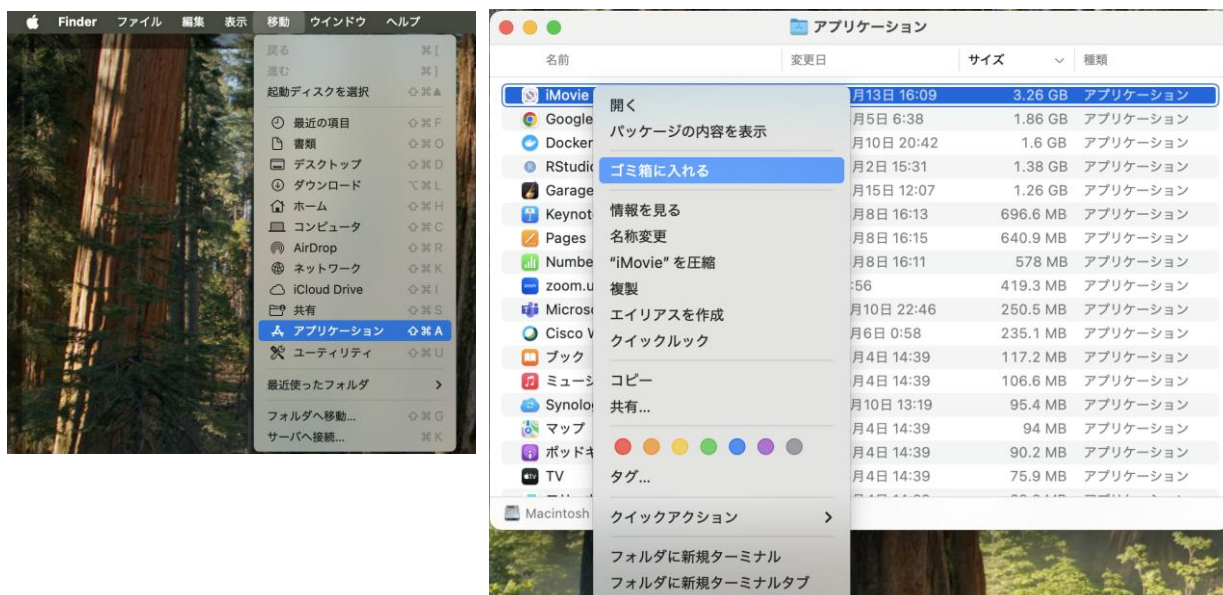 Finder ファイル 編集 表示 移動 ウインドウ ヘルプ
戻る ⌘ [
進む ⌘ ]
起動ディスクを選択 ⇧⌘▲
最近の項目 ⇧⌘F
書類 ⇧⌘O
デスクトップ ⇧⌘D
ダウンロード ⌥⌘L
ホーム ⇧⌘H
コンピュータ ⇧⌘C
AirDrop ⇧⌘R
ネットワーク ⇧⌘K
iCloud Drive ⇧⌘I
共有 ⇧⌘S
アプリケーション ⇧⌘A
ユーティリティ ⇧⌘U
最近使ったフォルダ
フォルダへ移動... ⇧⌘G
サーバへ接続... ⌘K
アプリケーション
名前 変更日 サイズ 種類
iMovie 月13日 16:09 3.26 GB アプリケーション
Google 月5日 6:38 1.86 GB アプリケーション
Docker 月10日 20:42 1.6 GB アプリケーション
RStudio 月2日 15:31 1.38 GB アプリケーション
Garage 月15日 12:07 1.26 GB アプリケーション
Keynot 月8日 16:13 696.6 MB アプリケーション
Pages 月8日 16:15 640.9 MB アプリケーション
Numbe 月8日 16:11 578 MB アプリケーション
zoom.u :56 419.3 MB アプリケーション
Microso 月10日 22:46 250.5 MB アプリケーション
Cisco 月6日 0:58 235.1 MB アプリケーション
ブック 月4日 14:39 117.2 MB アプリケーション
ミュージ 月4日 14:39 106.6 MB アプリケーション
Synolo 月10日 13:19 95.4 MB アプリケーション
マップ 月4日 14:39 94 MB アプリケーション
ポッドキ 月4日 14:39 90.2 MB アプリケーション
TV 月4日 14:39 75.9 MB アプリケーション
Macintosh
開く
パッケージの内容を表示
ゴミ箱に入れる
情報を見る
名称変更
"iMovie" を圧縮
複製
エイリアスを作成
クイックルック
コピー
共有...
タグ...
クイックアクション
フォルダに新規ターミナル
フォルダに新規ターミナルタブ